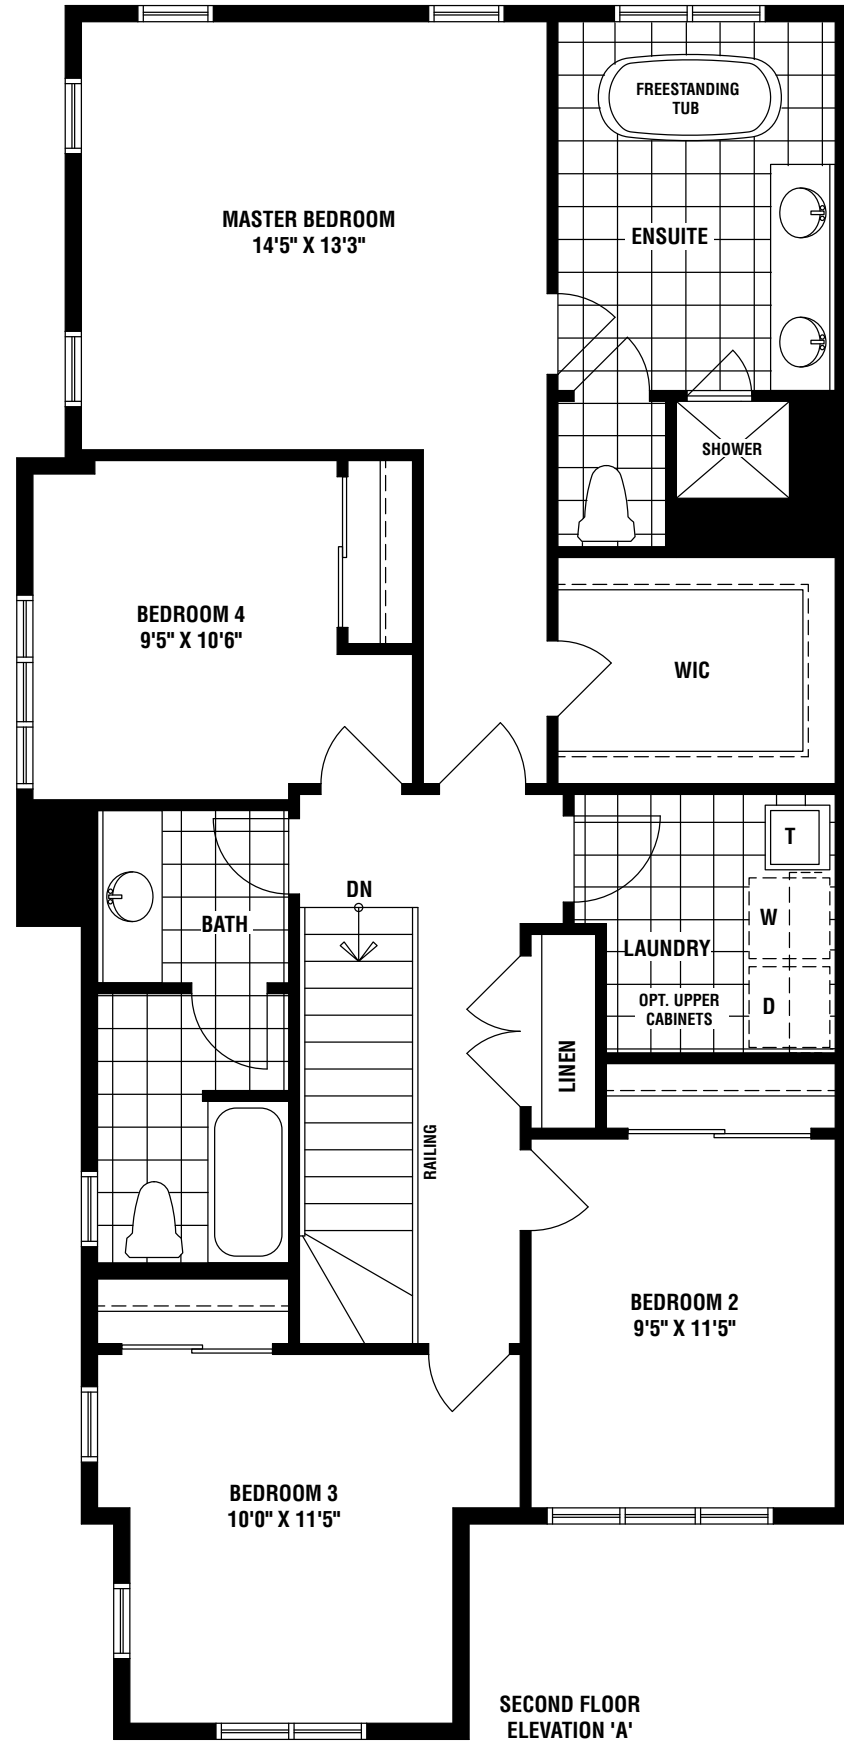 FREESTANDING
TUB
MASTER BEDROOM
14'5" X 13'3"
ENSUITE
SHOWER
BEDROOM 4
9'5" X 10'6"
WIC
T
DN
W
BATH
LAUNDRY
OPT. UPPER
CABINETS
D
LINEN
RAILING
BEDROOM 2
9'5" X 11'5"
BEDROOM 3
10'0" X 11'5"
SECOND FLOOR
ELEVATION 'A'